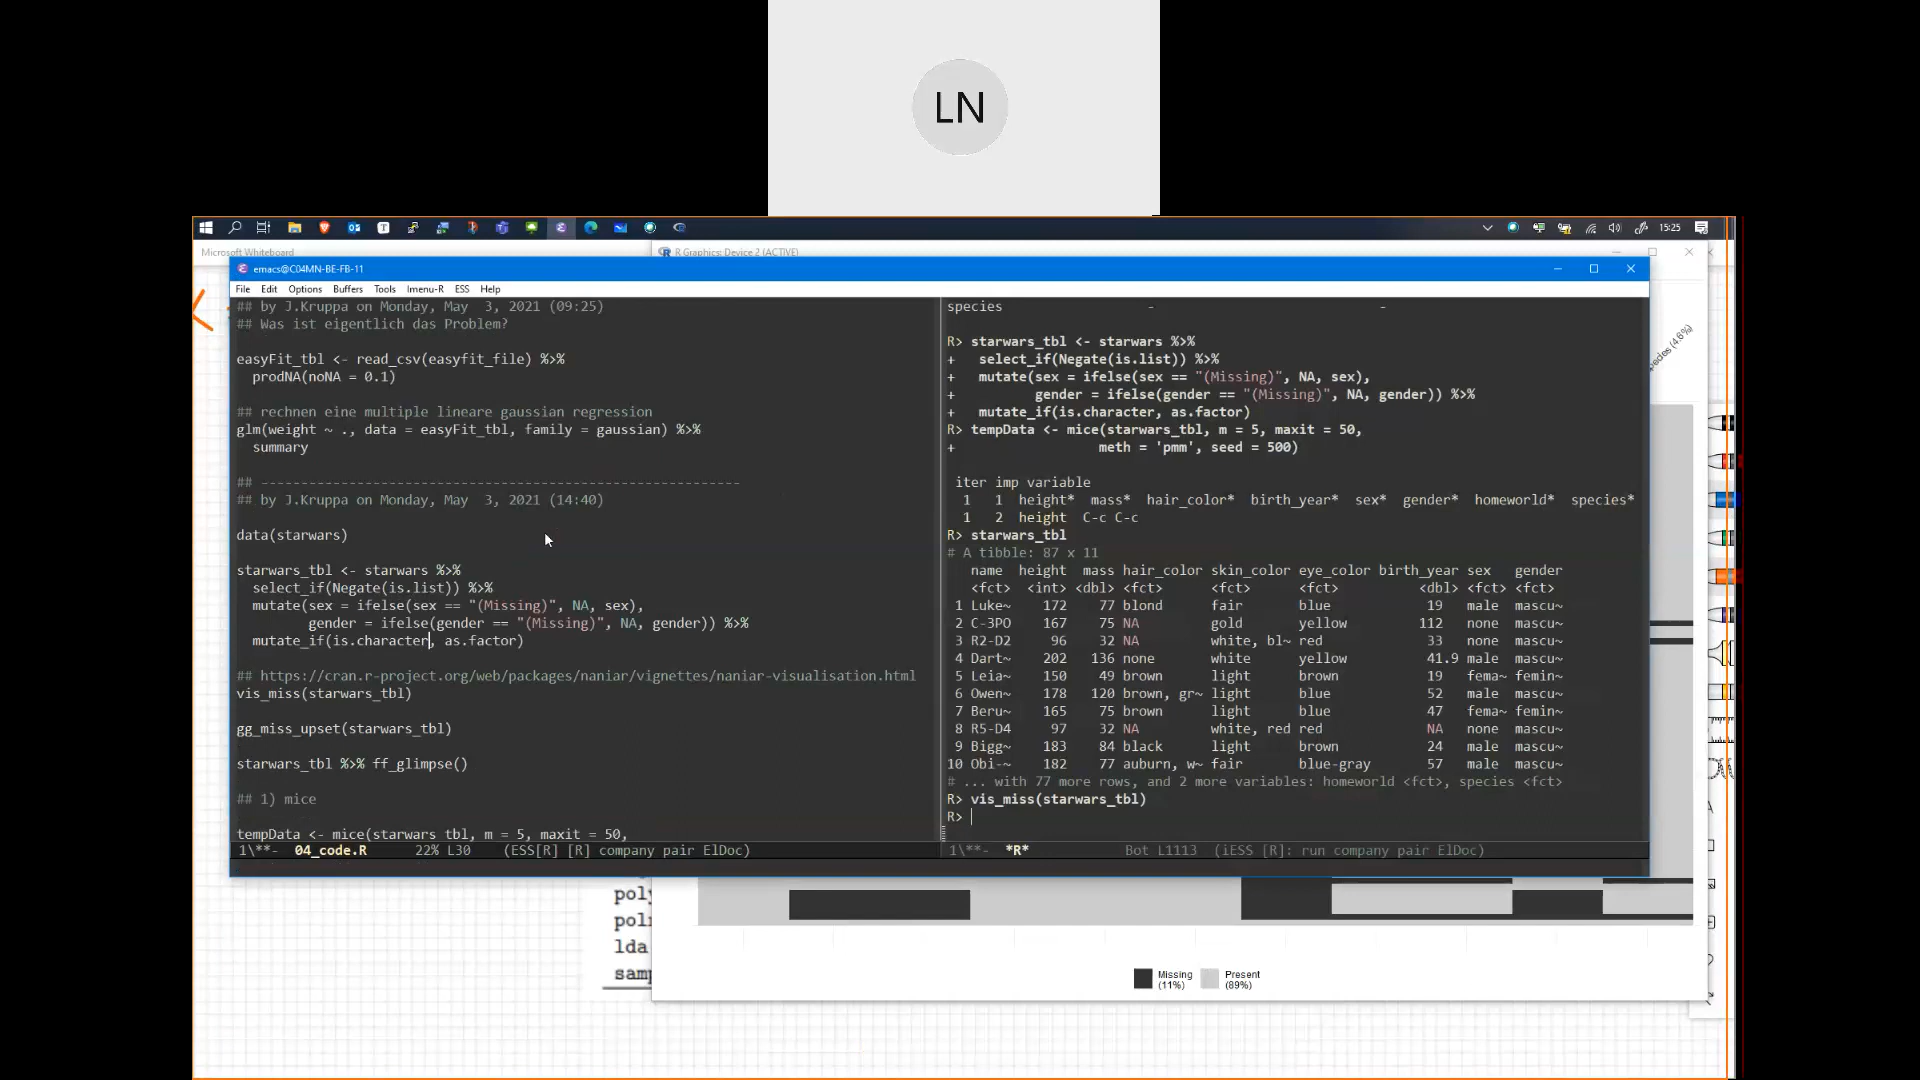 LN
15:25
Microsoft Whiteboard
R Graphics: Device 2 (ACTIVE)
emacs@C04MN-BE-FB-11
File Edit Options Buffers Tools Imenu-R ESS Help
## by J.Kruppa on Monday, May  3, 2021 (09:25)
## Was ist eigentlich das Problem?
easyFit_tbl <- read_csv(easyfit_file) %>%
  prodNA(noNA = 0.1)
## rechnen eine multiple lineare gaussian regression
glm(weight ~ ., data = easyFit_tbl, family = gaussian) %>%
  summary
## ------------------------------------------------------------
## by J.Kruppa on Monday, May  3, 2021 (14:40)
data(starwars)
starwars_tbl <- starwars %>%
  select_if(Negate(is.list)) %>%
  mutate(sex = ifelse(sex == "(Missing)", NA, sex),
         gender = ifelse(gender == "(Missing)", NA, gender)) %>%
  mutate_if(is.character, as.factor)
## https://cran.r-project.org/web/packages/naniar/vignettes/naniar-visualisation.html
vis_miss(starwars_tbl)
gg_miss_upset(starwars_tbl)
starwars_tbl %>% ff_glimpse()
## 1) mice
tempData <- mice(starwars_tbl, m = 5, maxit = 50,
1\**-  04_code.R      22% L30    (ESS[R] [R] company pair ElDoc)
species                      -                            -
R> starwars_tbl <- starwars %>%
+   select_if(Negate(is.list)) %>%
+   mutate(sex = ifelse(sex == "(Missing)", NA, sex),
+          gender = ifelse(gender == "(Missing)", NA, gender)) %>%
+   mutate_if(is.character, as.factor)
R> tempData <- mice(starwars_tbl, m = 5, maxit = 50,
+                  meth = 'pmm', seed = 500)
 iter imp variable
  1   1  height*  mass*  hair_color*  birth_year*  sex*  gender*  homeworld*  species*
  1   2  height  C-c C-c
R> starwars_tbl
# A tibble: 87 x 11
   name  height  mass hair_color skin_color eye_color birth_year sex   gender
   <fct>  <int> <dbl> <fct>      <fct>      <fct>          <dbl> <fct> <fct>
 1 Luke~    172    77 blond      fair       blue            19   male  mascu~
 2 C-3PO    167    75 NA         gold       yellow         112   none  mascu~
 3 R2-D2     96    32 NA         white, bl~ red             33   none  mascu~
 4 Dart~    202   136 none       white      yellow          41.9 male  mascu~
 5 Leia~    150    49 brown      light      brown           19   fema~ femin~
 6 Owen~    178   120 brown, gr~ light      blue            52   male  mascu~
 7 Beru~    165    75 brown      light      blue            47   fema~ femin~
 8 R5-D4     97    32 NA         white, red red             NA   none  mascu~
 9 Bigg~    183    84 black      light      brown           24   male  mascu~
10 Obi-~    182    77 auburn, w~ fair       blue-gray       57   male  mascu~
# ... with 77 more rows, and 2 more variables: homeworld <fct>, species <fct>
R> vis_miss(starwars_tbl)
R>
1\**-  *R*            Bot L1113  (iESS [R]: run company pair ElDoc)
lda
Missing
(11%)
Present
(89%)